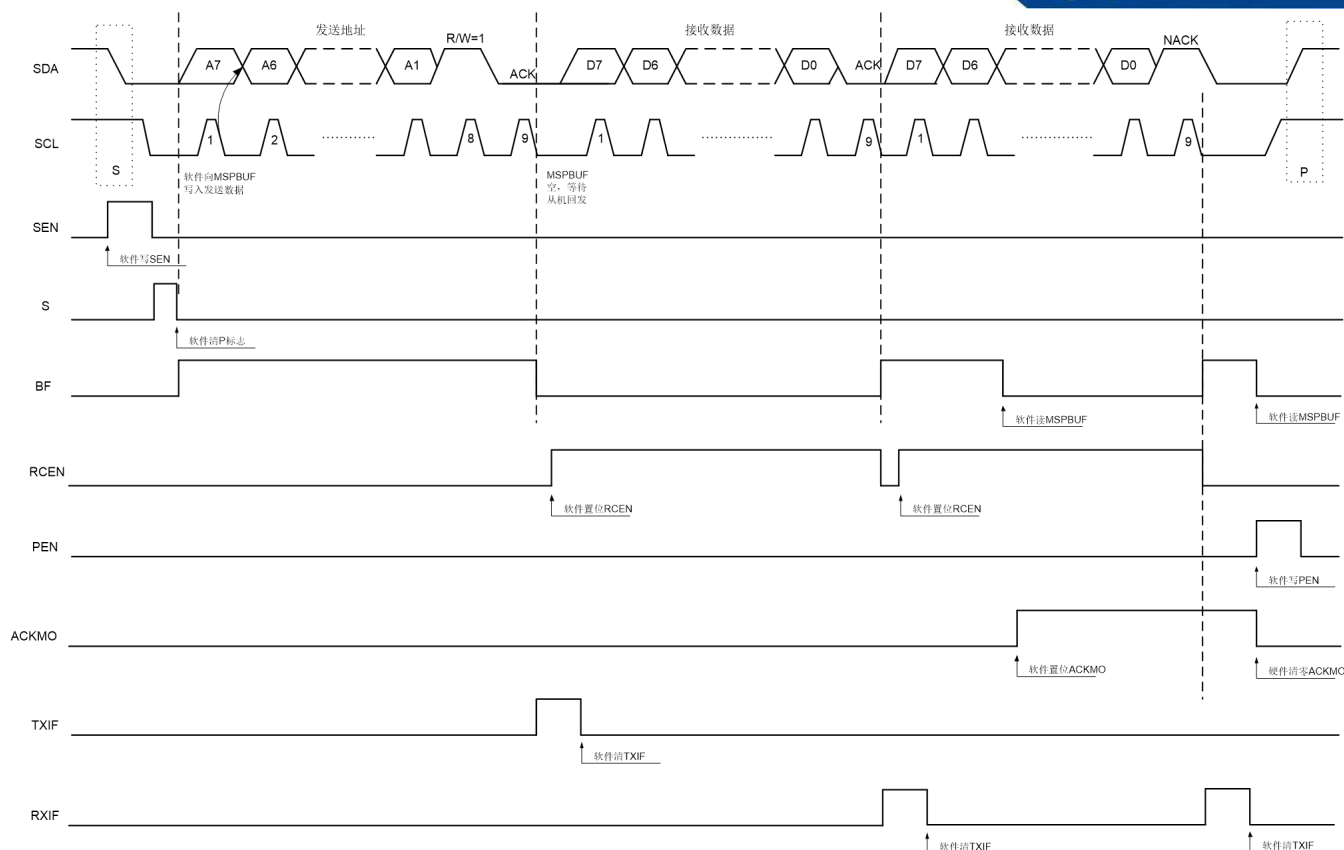 发送地址
接收数据
接收数据
R/W=1
NACK
SDA
A7
A6
A1
ACK
D7
D6
D0
ACK
D7
D6
D0
SCL
1
2
8
9
1
9
1
9
S
P
软件向MSPBUF
写入发送数据
MSPBUF
空，等待
从机回发
SEN
软件写SEN
S
软件清P标志
BF
软件读MSPBUF
软件读MSPBUF
RCEN
软件置位RCEN
软件置位RCEN
PEN
软件写PEN
ACKMO
软件置位ACKMO
硬件清零ACKMO
TXIF
软件清TXIF
RXIF
软件清TXIF
软件清TXIF